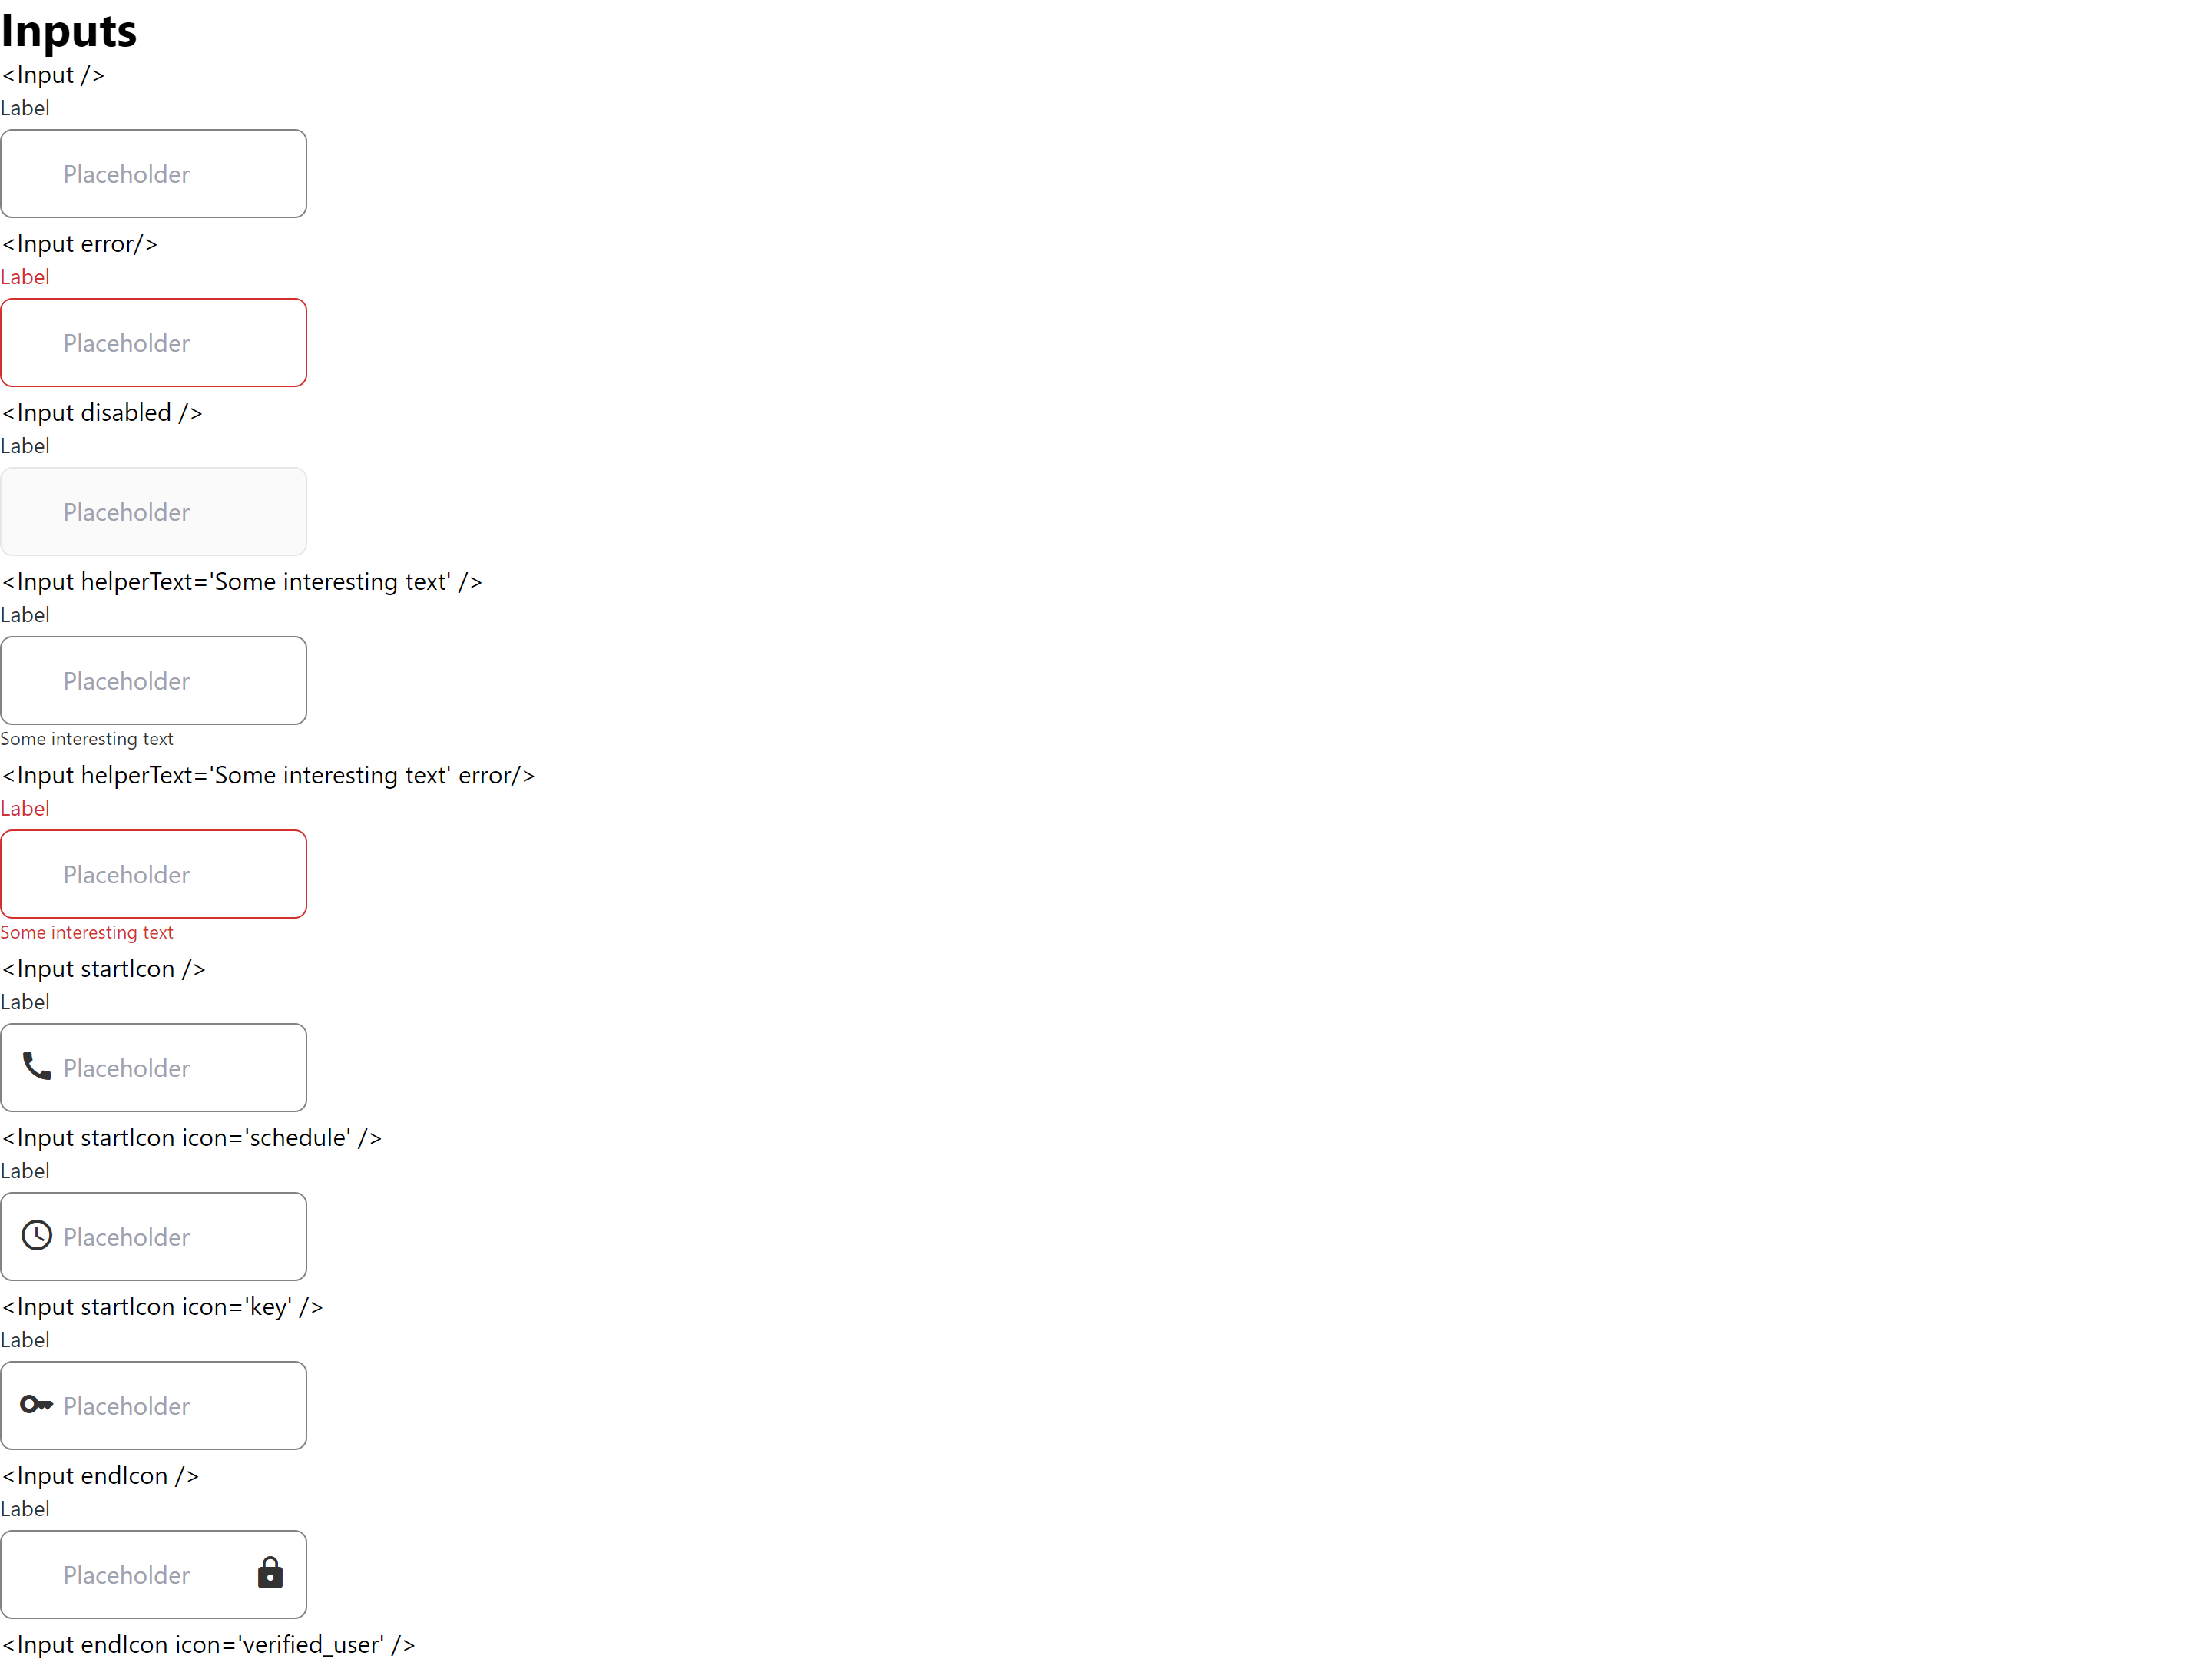 Inputs
<Input />
Label
Placeholder
<Input error/>
Label
Placeholder
<Input disabled />
Label
Placeholder
<Input helperText='Some interesting text' />
Label
Placeholder
Some interesting text
<Input helperText='Some interesting text' error/>
Label
Placeholder
Some interesting text
<Input startIcon />
Label
Placeholder
<Input startIcon icon='schedule' />
Label
Placeholder
<Input startIcon icon='key' />
Label
Placeholder
<Input endIcon />
Label
Placeholder
<Input endIcon icon='verified_user' />